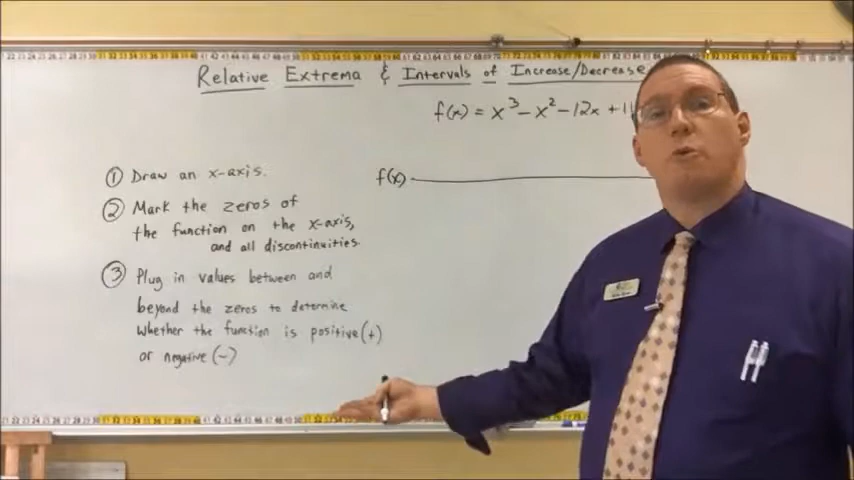 Relative Extrema & Intervals of Increase/Decrease
f(x) = x³ - x² - 12x + 1
① Draw an x-axis.
② Mark the zeros of
the function on the x-axis,
and all discontinuities.
③ Plug in values between and
beyond the zeros to determine
whether the function is positive (+)
or negative (-)
f(x)